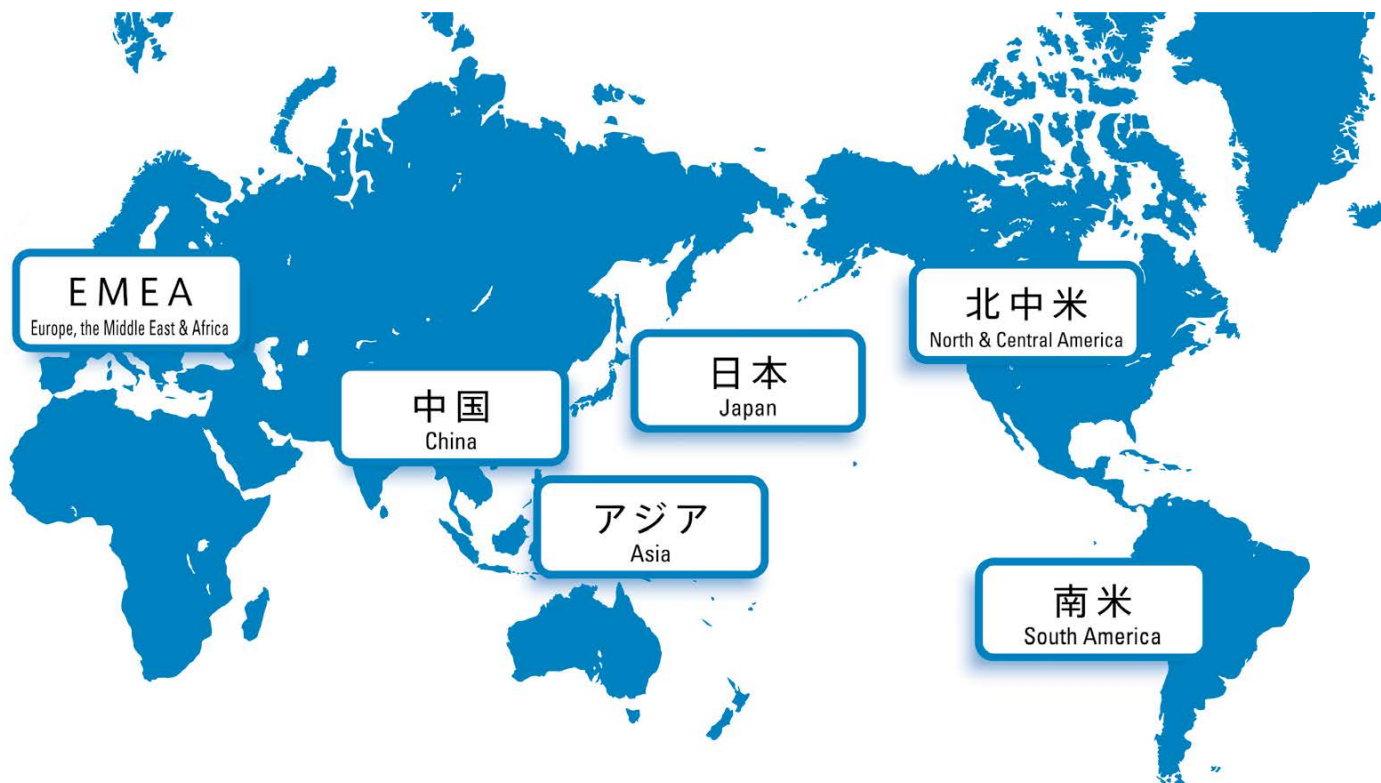 EMEA
Europe, the Middle East & Africa
北中米
North & Central America
日本
Japan
中国
China
アジア
Asia
南米
South America